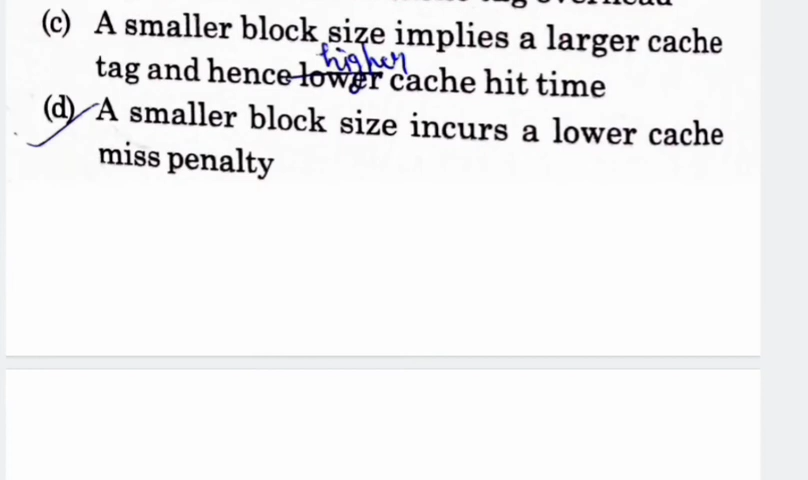 (c) A smaller block size implies a larger cache
higher
tag and hence lower cache hit time
(d) A smaller block size incurs a lower cache
miss penalty